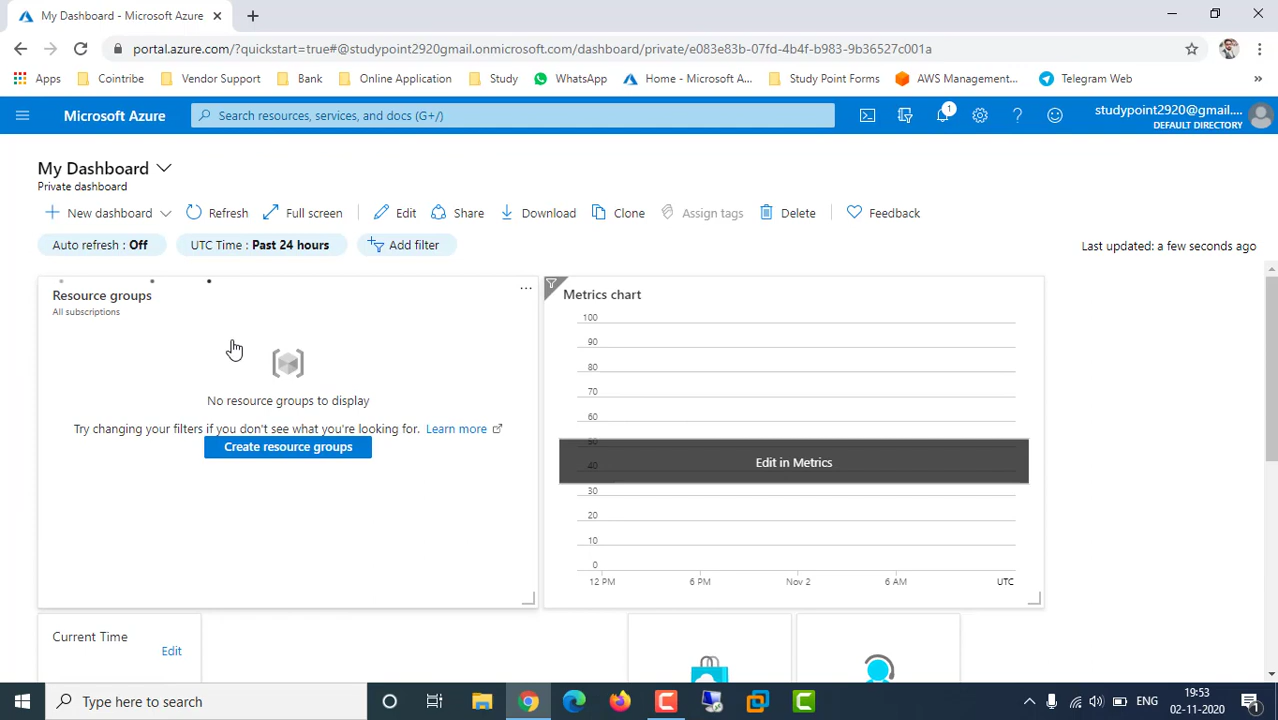 My Dashboard - Microsoft Azure
portal.azure.com/?quickstart=true#@studypoint2920gmail.onmicrosoft.com/dashboard/private/e083e83b-07fd-4b4f-b983-9b36527c001a
Apps Cointribe Vendor Support Bank Online Application Study WhatsApp Home - Microsoft A... Study Point Forms AWS Management... Telegram Web »
Microsoft Azure Search resources, services, and docs (G+/) 1 studypoint2920@gmail....
DEFAULT DIRECTORY
My Dashboard
Private dashboard
New dashboard Refresh Full screen Edit Share Download Clone Assign tags Delete Feedback
Auto refresh : Off UTC Time : Past 24 hours Add filter Last updated: a few seconds ago
Resource groups
All subscriptions
No resource groups to display
Try changing your filters if you don't see what you're looking for. Learn more
Create resource groups
Metrics chart
100
90
80
70
60
50
Edit in Metrics
40
30
20
10
0
12 PM 6 PM Nov 2 6 AM UTC
Current Time
Edit
Type here to search ENG 19:53
02-11-2020 1